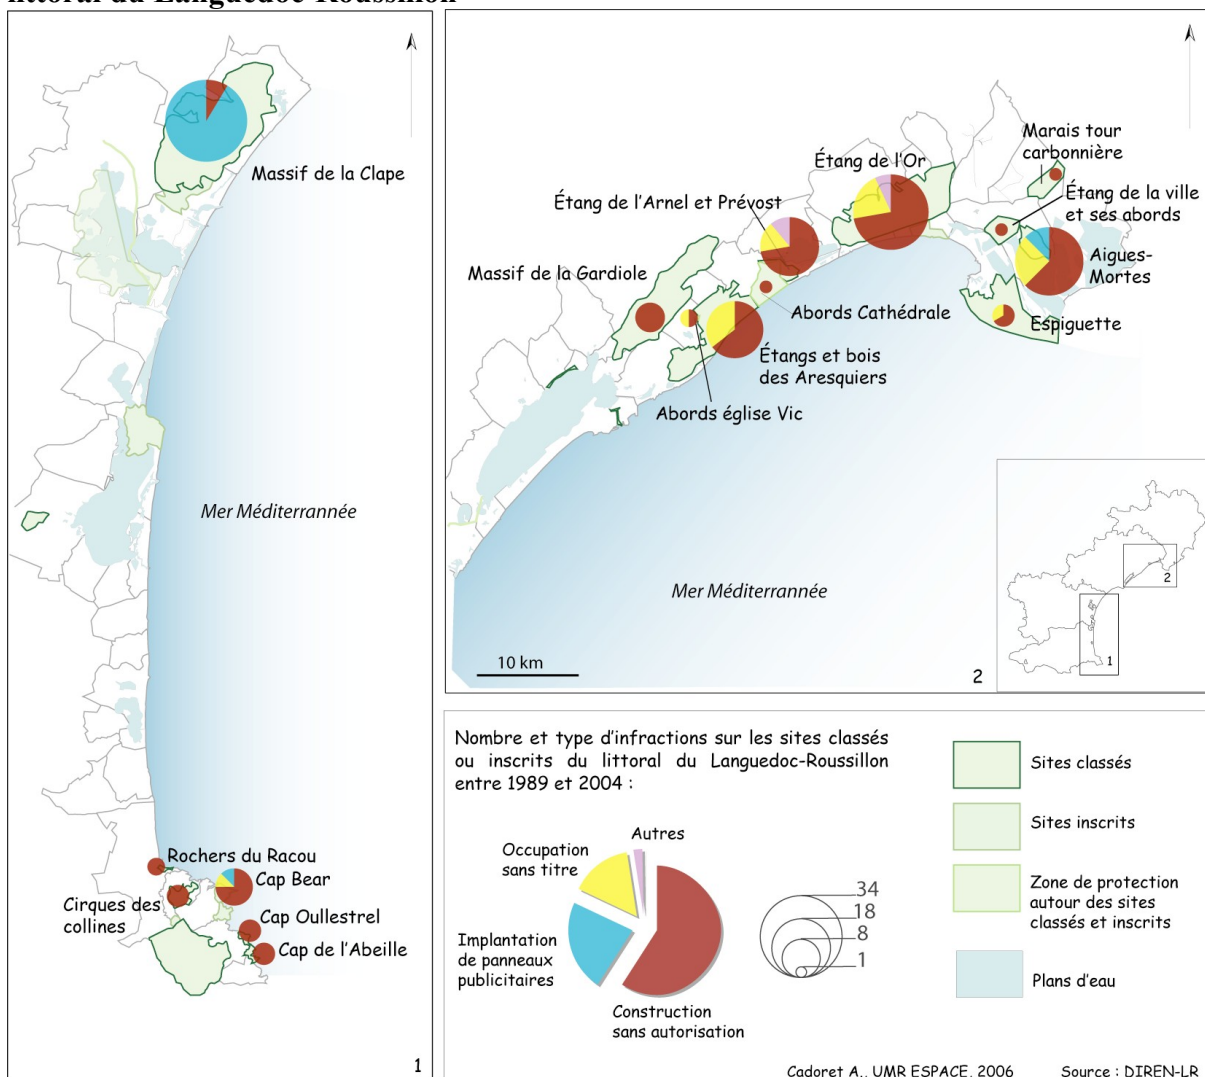 littoral du Languedoc-Roussillon
Massif de la Clape
Mer Méditerrannée
Rochers du Racou
Cap Bear
Cirques des
collines
Cap Oullestrel
Cap de l'Abeille
1
Marais tour
carbonnière
Étang de l'Or
Étang de la ville
et ses abords
Étang de l'Arnel et Prévost
Aigues-
Mortes
Massif de la Gardiole
Abords Cathédrale
Espiguette
Étangs et bois
des Aresquiers
Abords église Vic
Mer Méditerrannée
10 km
2
2
1
Nombre et type d'infractions sur les sites classés
ou inscrits du littoral du Languedoc-Roussillon
entre 1989 et 2004 :
Autres
Occupation
sans titre
Implantation
de panneaux
publicitaires
Construction
sans autorisation
34
18
8
1
Sites classés
Sites inscrits
Zone de protection
autour des sites
classés et inscrits
Plans d'eau
Cadoret A., UMR ESPACE, 2006
Source : DIREN-LR